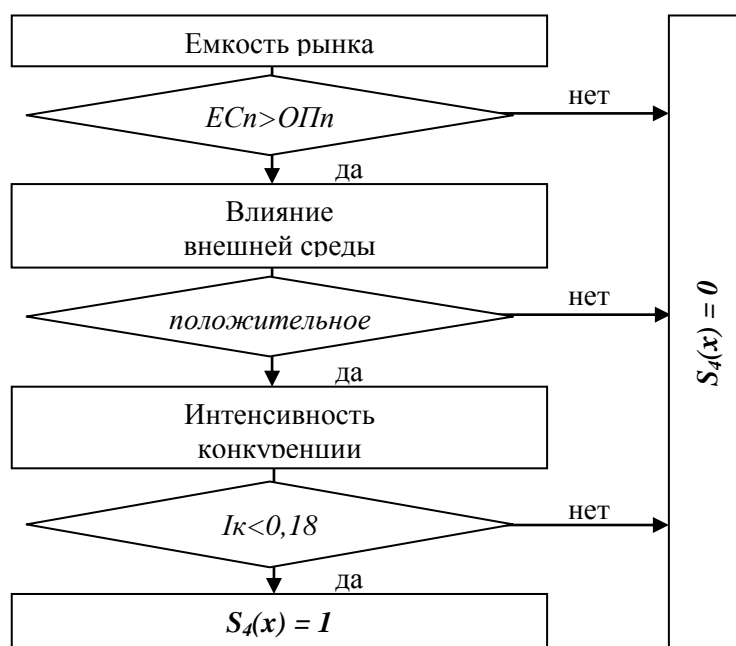 Емкость рынка
ECn>ОПn
нет
да
Влияние
внешней среды
положительное
нет
да
Интенсивность
конкуренции
Iк<0,18
нет
да
S₄(x) = 1
S₄(x) = 0